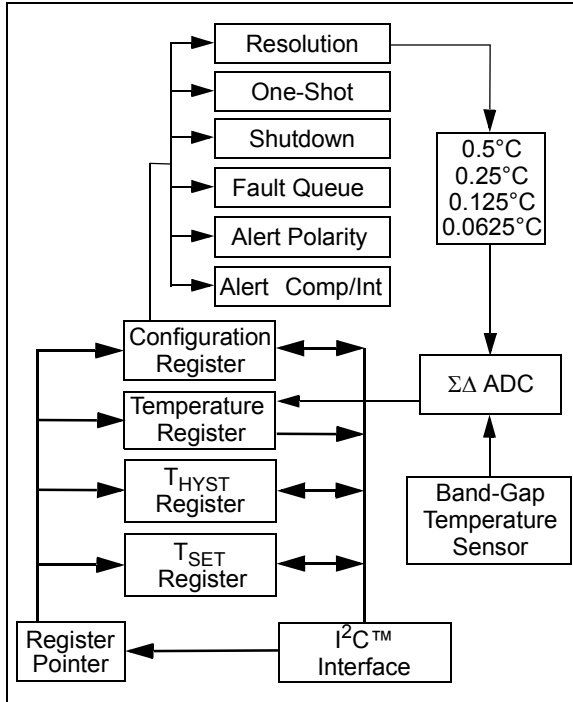 Resolution
One-Shot
Shutdown
Fault Queue
Alert Polarity
Alert Comp/Int
0.5°C
0.25°C
0.125°C
0.0625°C
Configuration
Register
Temperature
Register
THYST
Register
TSET
Register
ΣΔ ADC
Band-Gap
Temperature
Sensor
Register
Pointer
I²C™
Interface